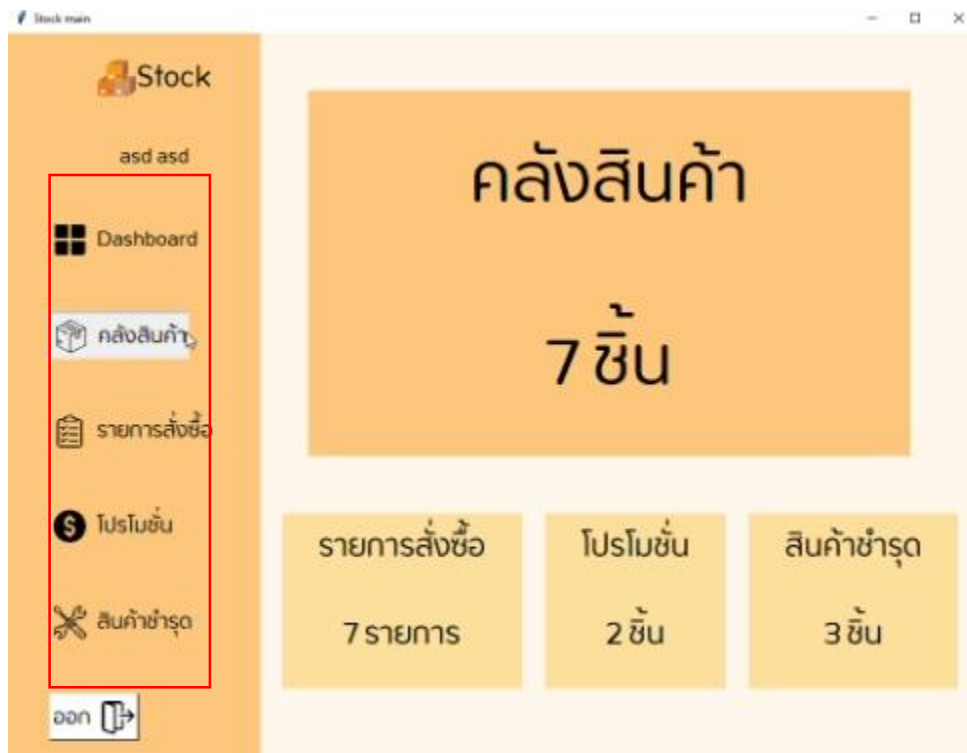 Stock main
Stock
asd asd
Dashboard
คลังสินค้า
รายการสั่งซื้อ
โปรโมชั่น
สินค้าชำรุด
ออก
คลังสินค้า
7 ชิ้น
รายการสั่งซื้อ
7 รายการ
โปรโมชั่น
2 ชิ้น
สินค้าชำรุด
3 ชิ้น